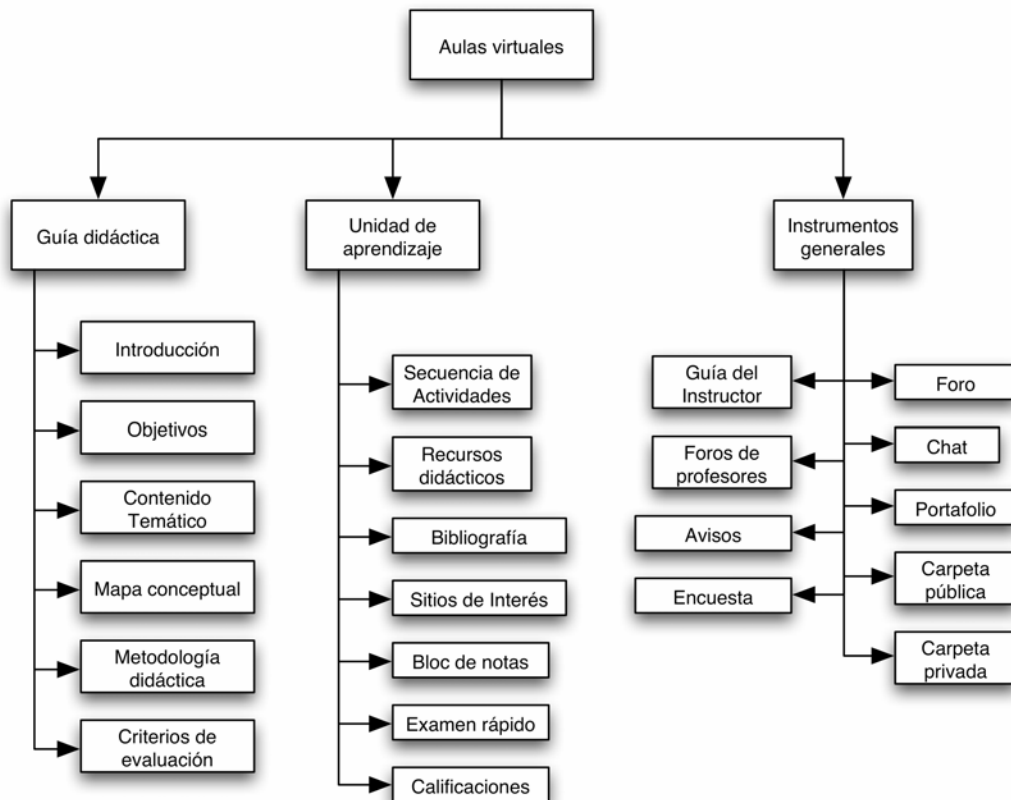 Aulas virtuales
Guía didáctica
Introducción
Objetivos
Contenido
Temático
Mapa conceptual
Metodología
didáctica
Criterios de
evaluación
Unidad de
aprendizaje
Secuencia de
Actividades
Recursos
didácticos
Bibliografía
Sitios de Interés
Bloc de notas
Examen rápido
Calificaciones
Instrumentos
generales
Guía del
Instructor
Foros de
profesores
Avisos
Encuesta
Foro
Chat
Portafolio
Carpeta
pública
Carpeta
privada